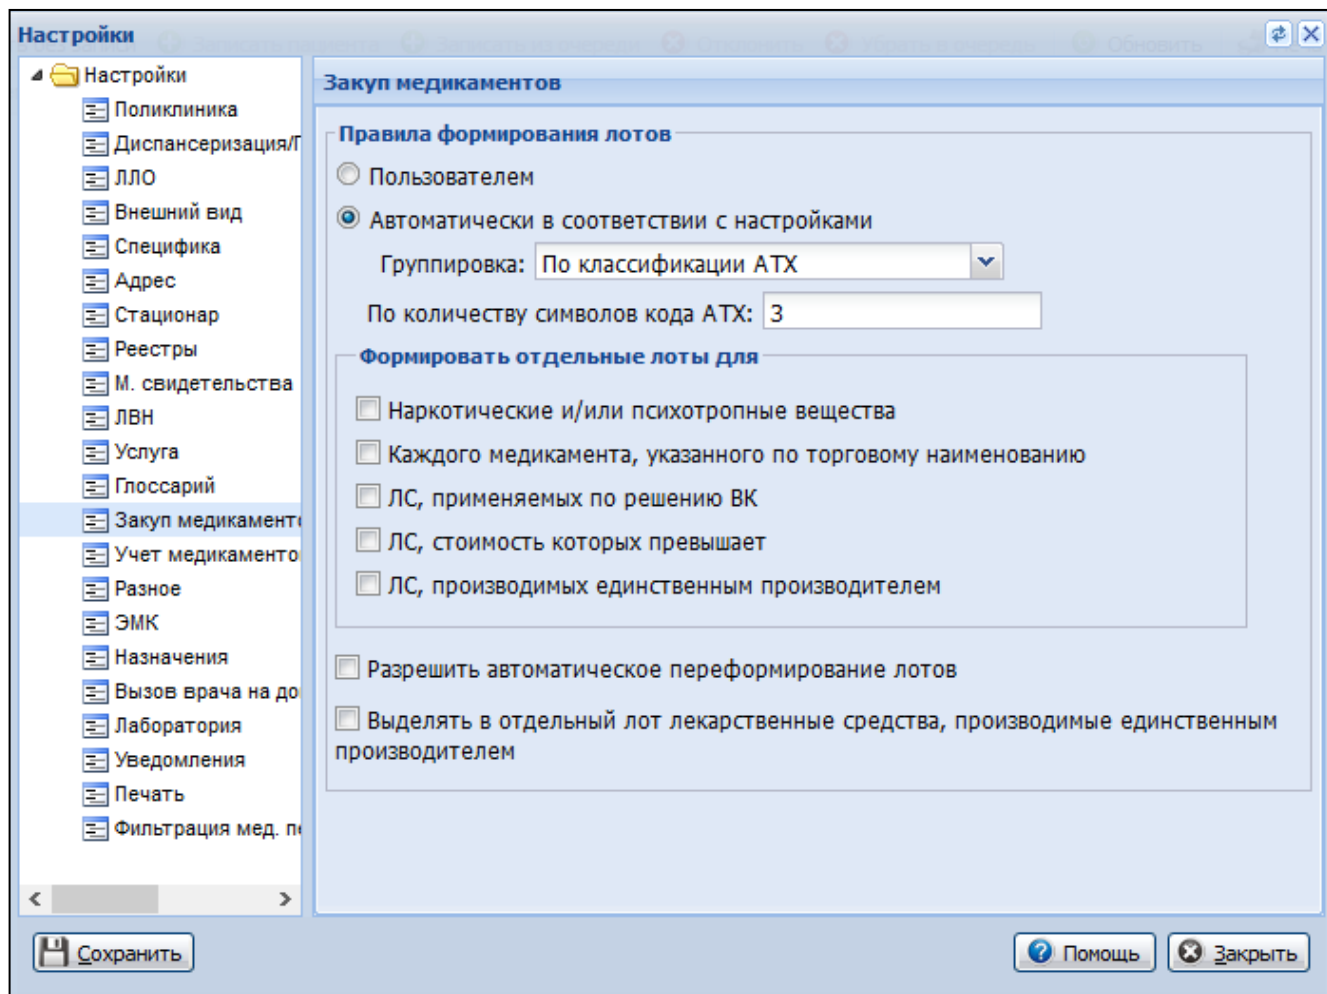 Настройки
Обновить
Настройки
Поликлиника
Диспансеризация/П
ЛЛО
Внешний вид
Специфика
Адрес
Стационар
Реестры
М. свидетельства
ЛВН
Услуга
Глоссарий
Закуп медикаменто
Учет медикаменто
Разное
ЭМК
Назначения
Вызов врача на до
Лаборатория
Уведомления
Печать
Фильтрация мед. п
Закуп медикаментов
Правила формирования лотов
Пользователем
Автоматически в соответствии с настройками
Группировка: По классификации АТХ
По количеству символов кода АТХ: 3
Формировать отдельные лоты для
Наркотические и/или психотропные вещества
Каждого медикамента, указанного по торговому наименованию
ЛС, применяемых по решению ВК
ЛС, стоимость которых превышает
ЛС, производимых единственным производителем
Разрешить автоматическое переформирование лотов
Выделять в отдельный лот лекарственные средства, производимые единственным
производителем
Сохранить
Помощь
Закрыть